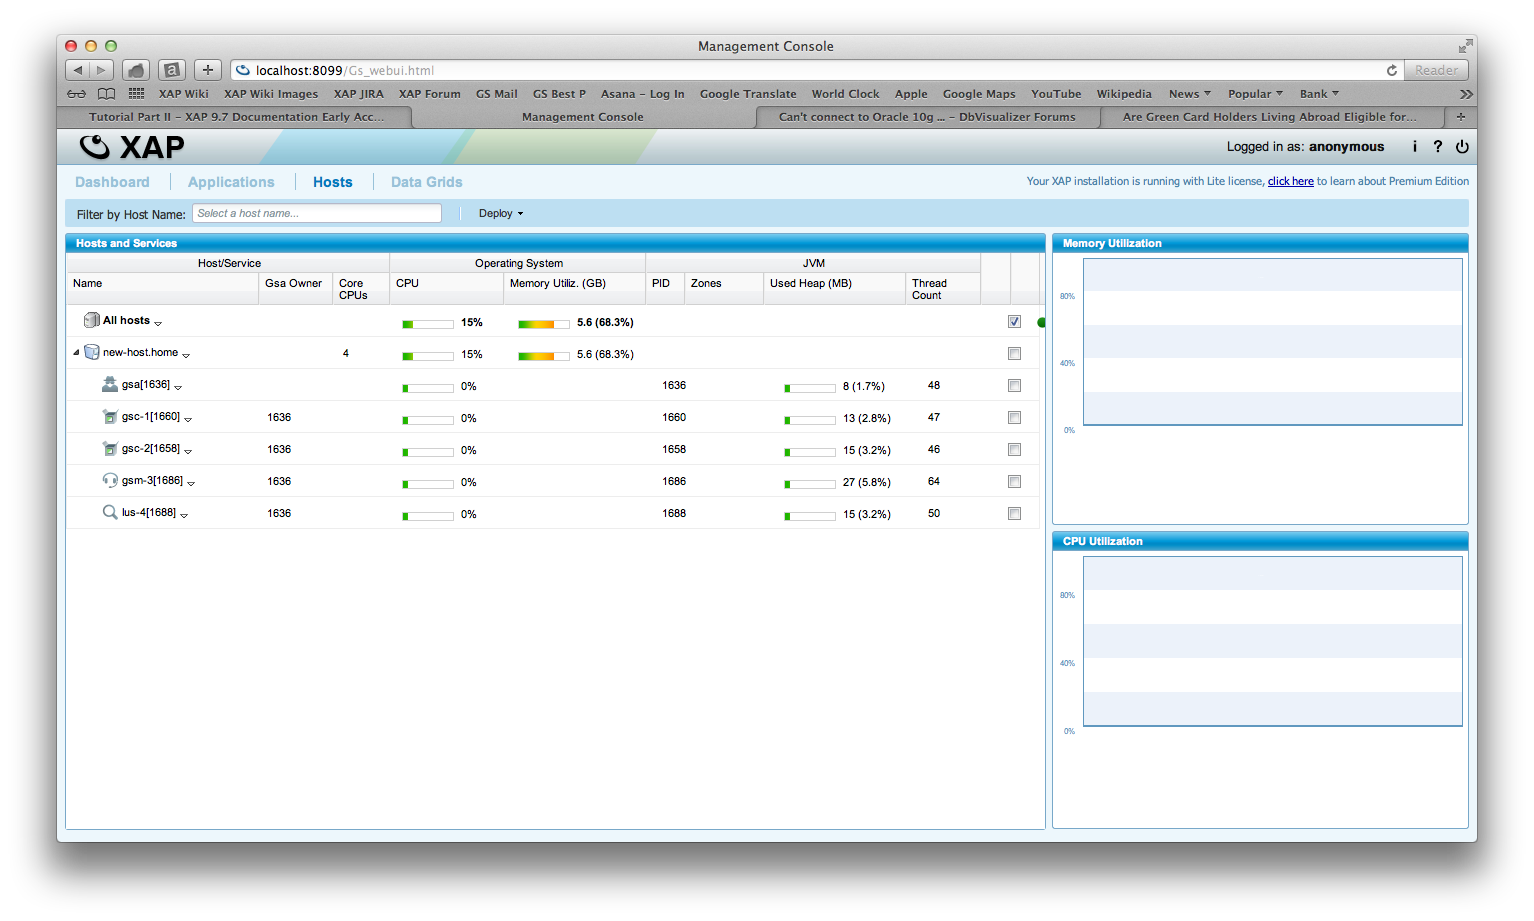 Management Console
localhost:8099/Gs_webui.html
Reader
XAP Wiki XAP Wiki Images XAP JIRA XAP Forum GS Mail GS Best P Asana – Log In Google Translate World Clock Apple Google Maps YouTube Wikipedia News Popular Bank
Tutorial Part II – XAP 9.7 Documentation Early Acc... Management Console Can't connect to Oracle 10g ... – DbVisualizer Forums Are Green Card Holders Living Abroad Eligible for...
XAP
Logged in as: anonymous i ?
Dashboard Applications Hosts Data Grids
Your XAP installation is running with Lite license, click here to learn about Premium Edition
Filter by Host Name: Select a host name... Deploy
Hosts and Services
Host/Service Operating System JVM
Name Gsa Owner Core CPUs CPU Memory Utiliz. (GB) PID Zones Used Heap (MB) Thread Count
All hosts 15% 5.6 (68.3%)
new-host.home 4 15% 5.6 (68.3%)
gsa[1636] 0% 1636 8 (1.7%) 48
gsc-1[1660] 1636 0% 1660 13 (2.8%) 47
gsc-2[1658] 1636 0% 1658 15 (3.2%) 46
gsm-3[1686] 1636 0% 1686 27 (5.8%) 64
lus-4[1688] 1636 0% 1688 15 (3.2%) 50
Memory Utilization
80%
40%
0%
CPU Utilization
80%
40%
0%